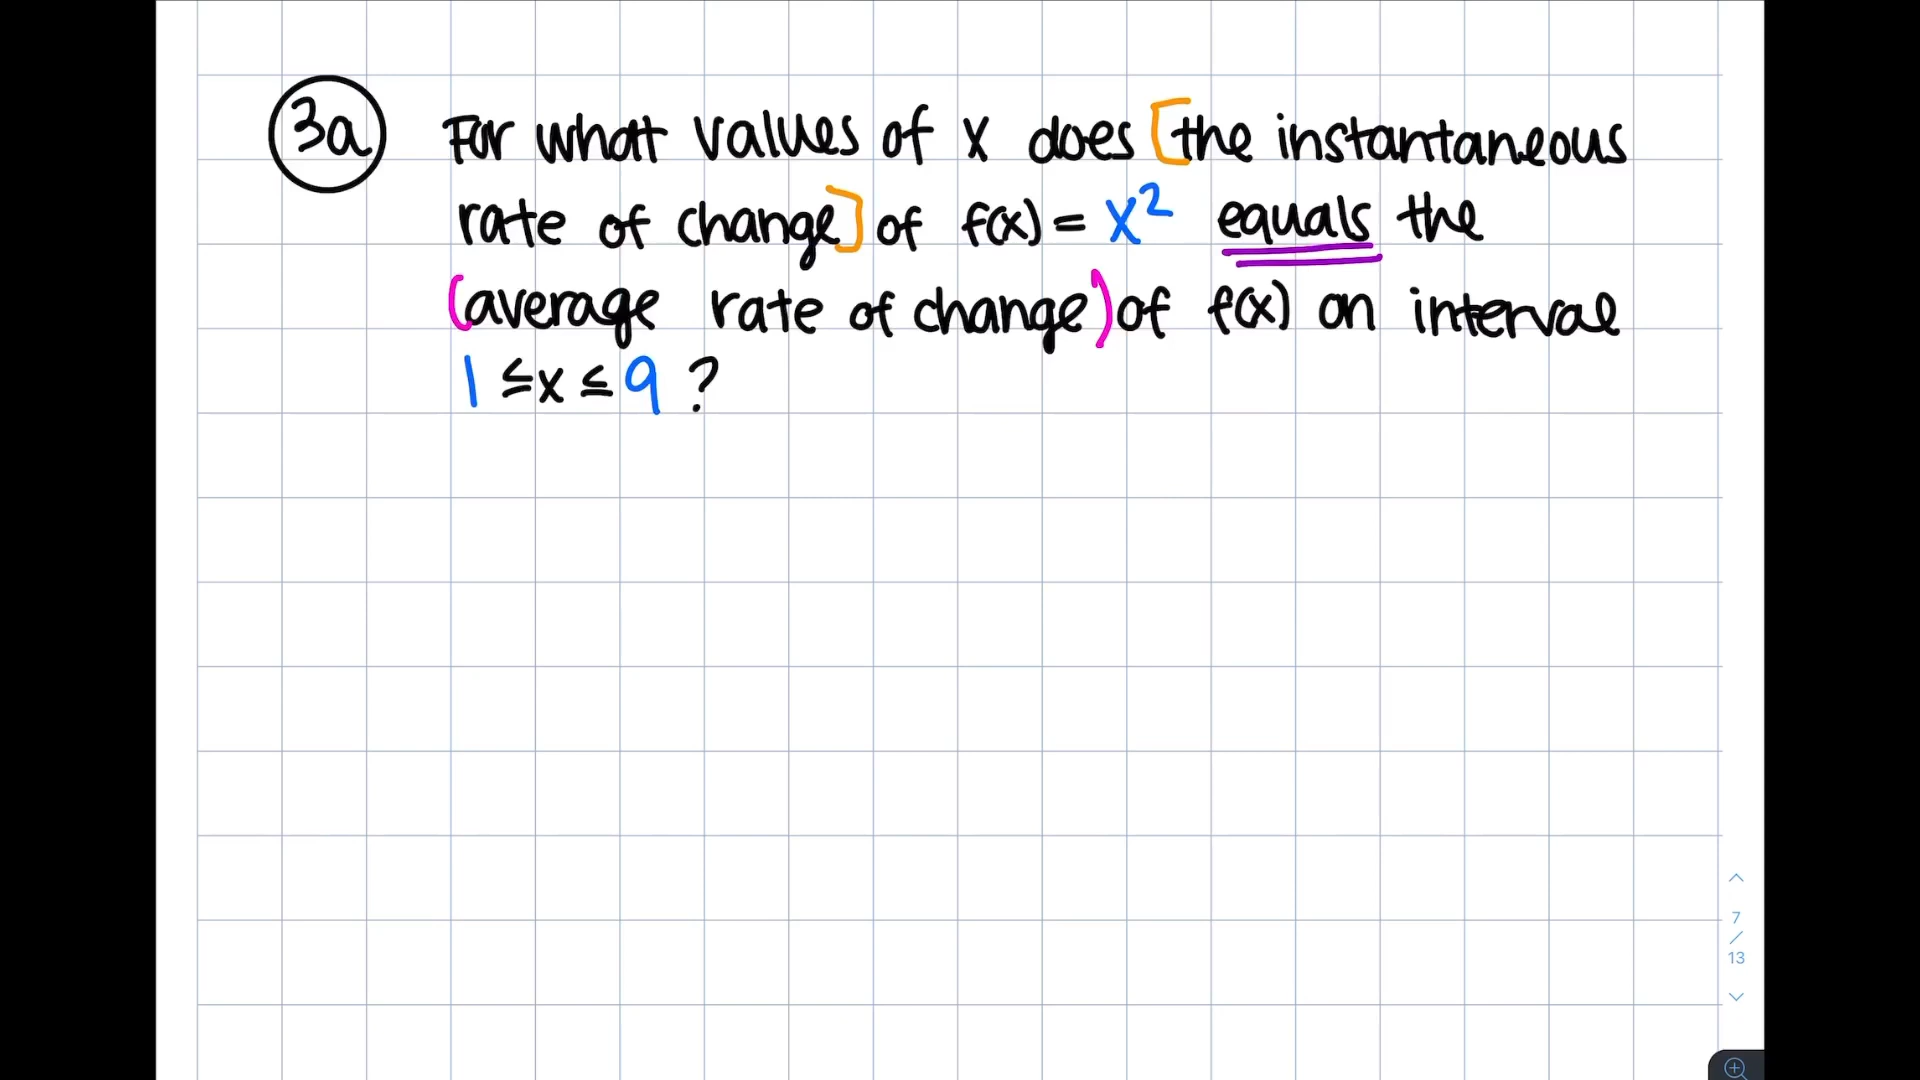 3a For what values of x does [the instantaneous
rate of change] of f(x) = x² equals the
(average rate of change) of f(x) on interval
1 ≤ x ≤ 9 ?
7
/
13